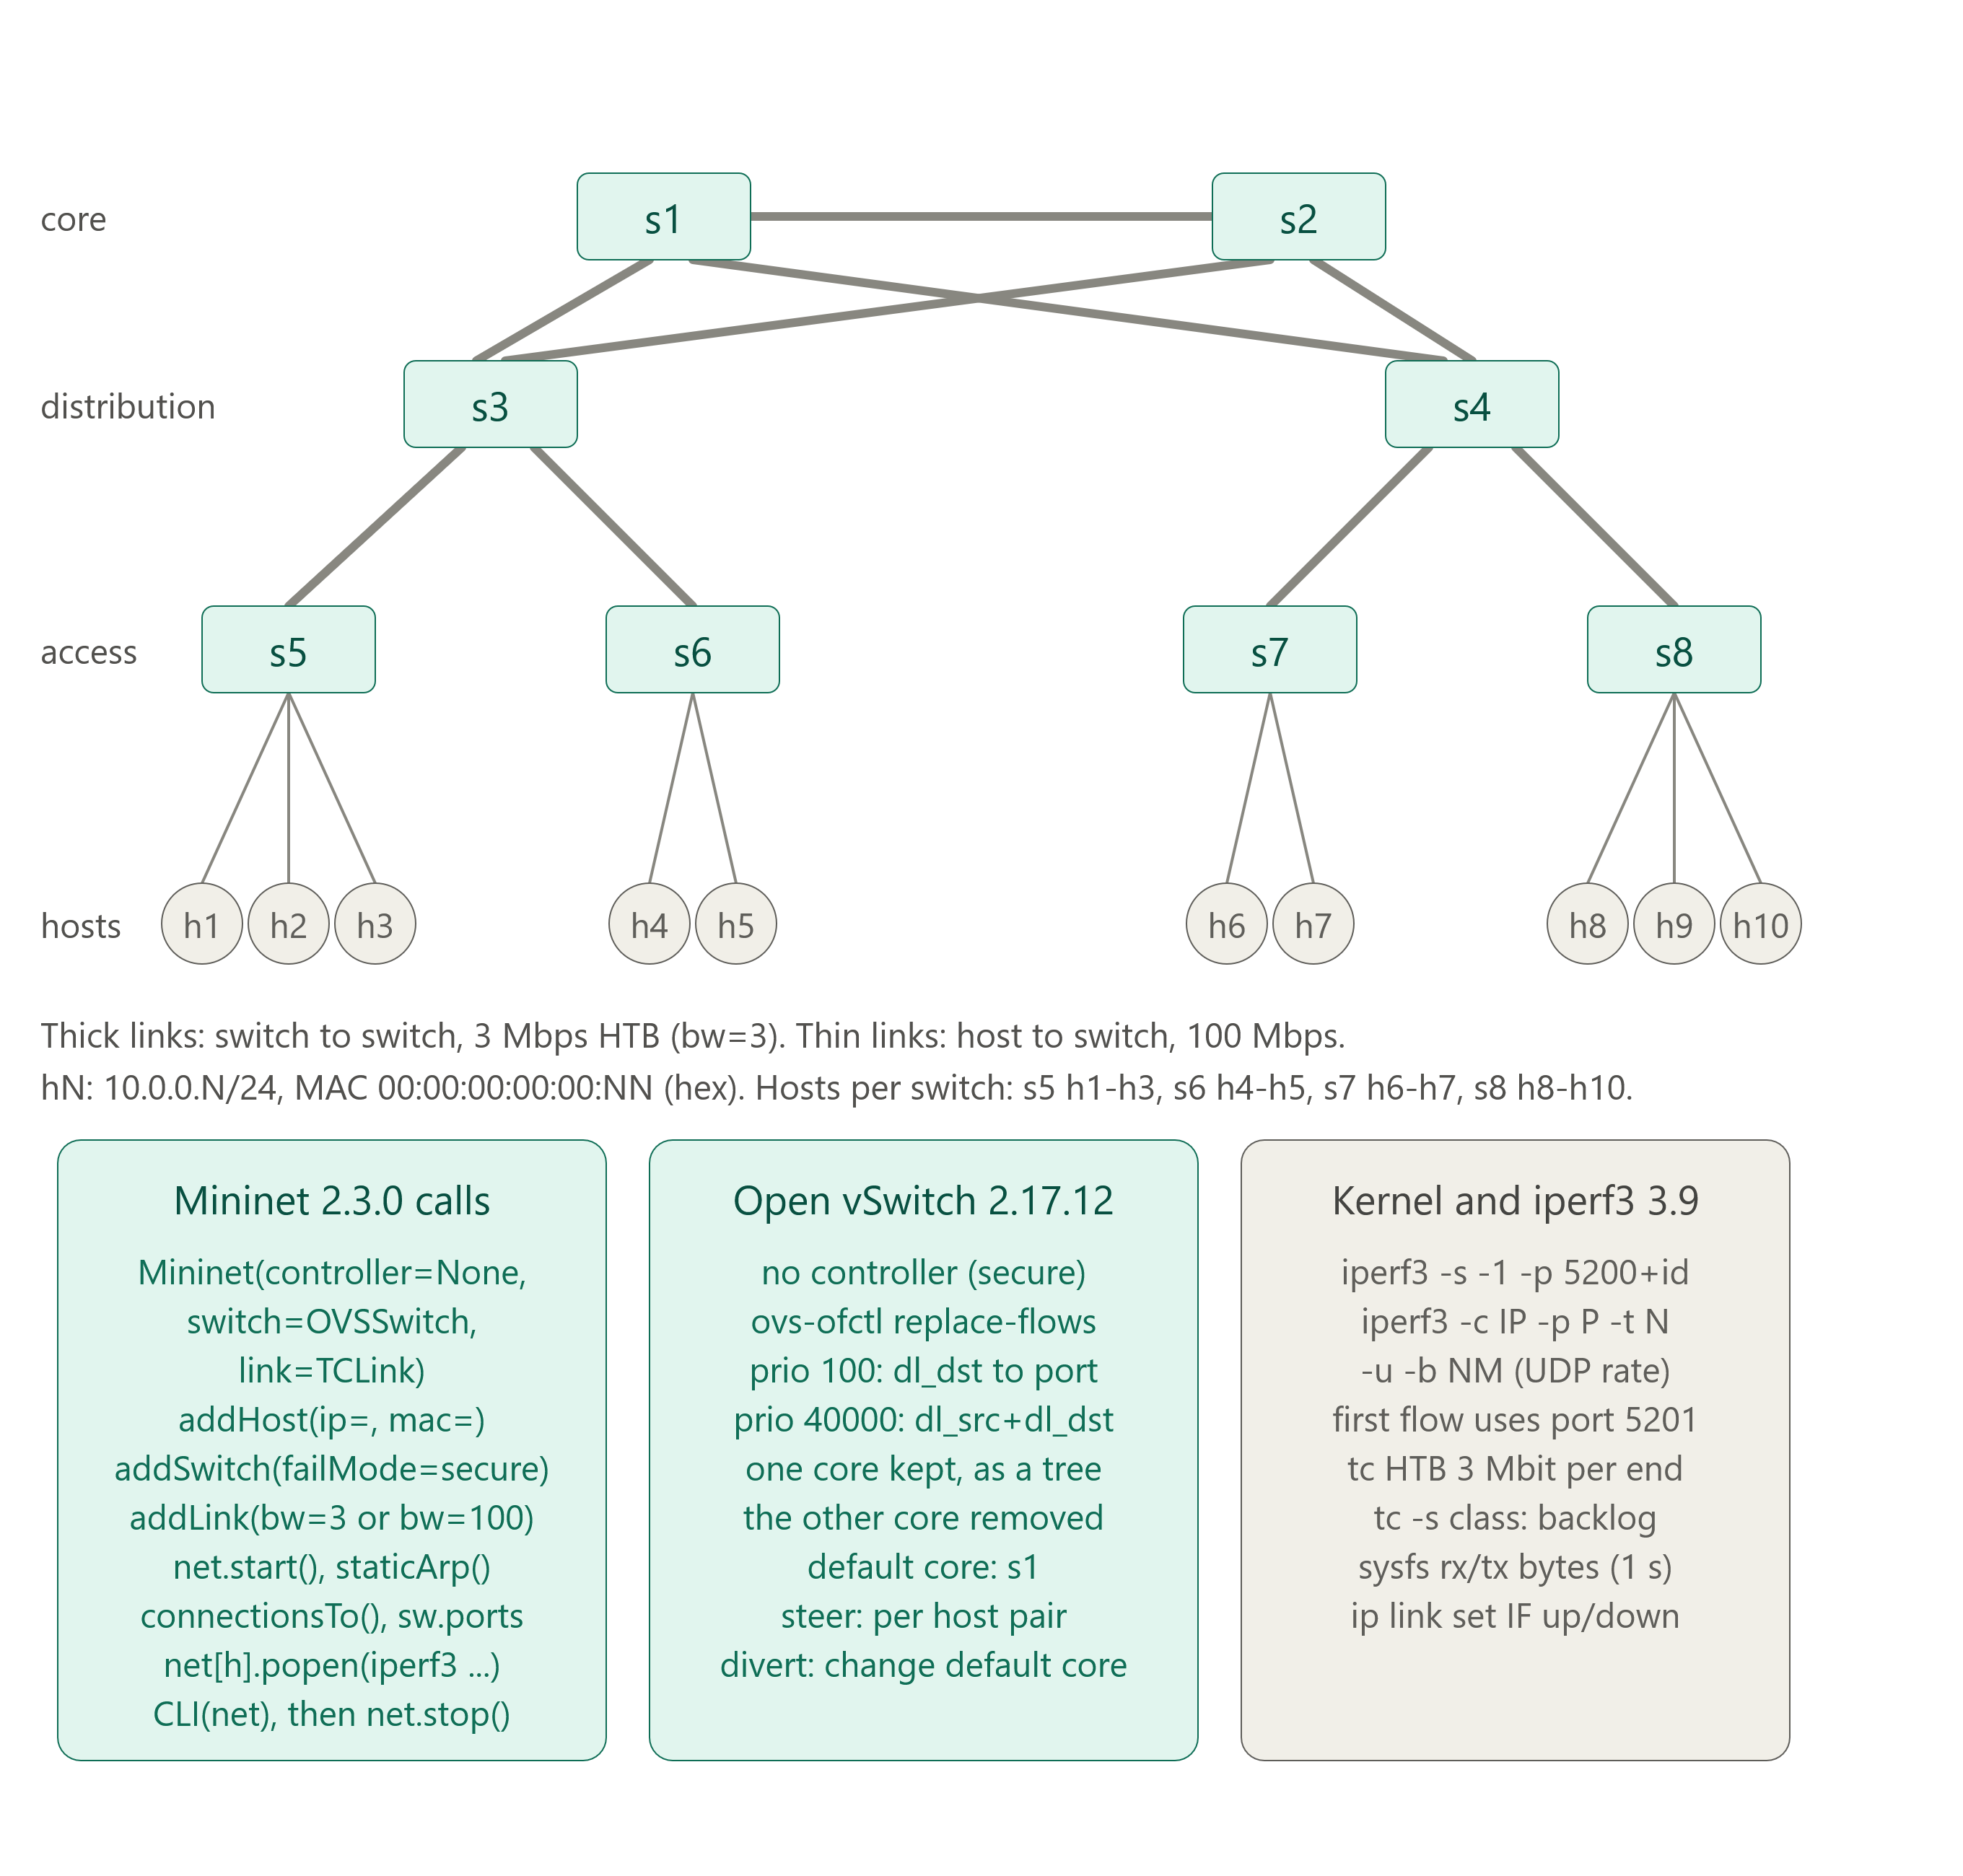 core
s1
s2
distribution
s3
s4
access
s5
s6
s7
s8
hosts
h1
h2
h3
h4
h5
h6
h7
h8
h9
h10
Thick links: switch to switch, 3 Mbps HTB (bw=3). Thin links: host to switch, 100 Mbps.
hN: 10.0.0.N/24, MAC 00:00:00:00:00:NN (hex). Hosts per switch: s5 h1-h3, s6 h4-h5, s7 h6-h7, s8 h8-h10.
Mininet 2.3.0 calls
Mininet(controller=None,
switch=OVSSwitch,
link=TCLink)
addHost(ip=, mac=)
addSwitch(failMode=secure)
addLink(bw=3 or bw=100)
net.start(), staticArp()
connectionsTo(), sw.ports
net[h].popen(iperf3 ...)
CLI(net), then net.stop()
Open vSwitch 2.17.12
no controller (secure)
ovs-ofctl replace-flows
prio 100: dl_dst to port
prio 40000: dl_src+dl_dst
one core kept, as a tree
the other core removed
default core: s1
steer: per host pair
divert: change default core
Kernel and iperf3 3.9
iperf3 -s -1 -p 5200+id
iperf3 -c IP -p P -t N
-u -b NM (UDP rate)
first flow uses port 5201
tc HTB 3 Mbit per end
tc -s class: backlog
sysfs rx/tx bytes (1 s)
ip link set IF up/down